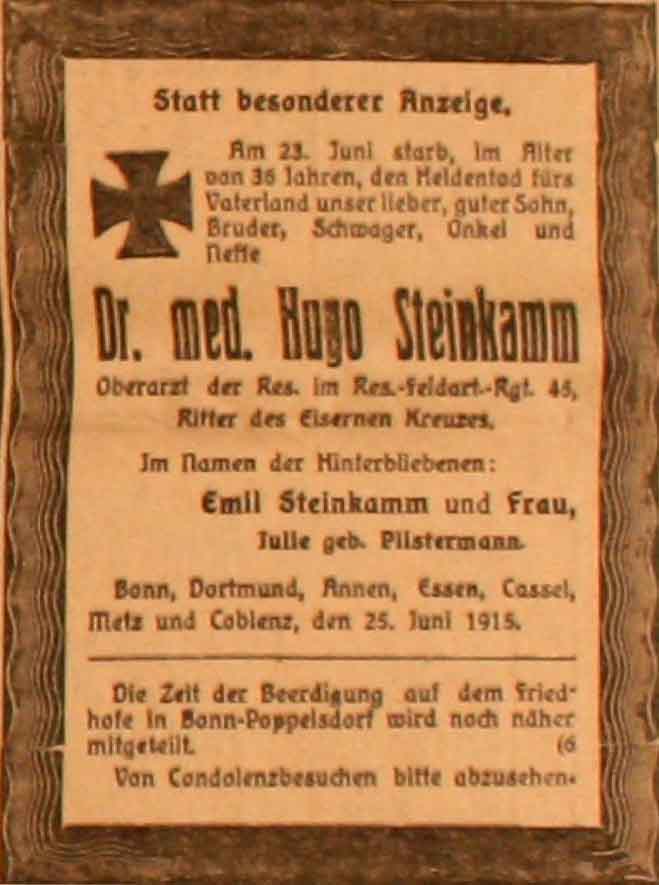 Statt besonderer Anzeige.
Am 23. Juni starb, im Alter
von 36 Jahren, den Heldentod fürs
Vaterland unser lieber, guter Sohn,
Bruder, Schwager, Onkel und
Neffe
Dr. med. Hugo Steinkamm
Oberarzt der Res. im Res.-Feldart.-Rgt. 45,
Ritter des Eisernen Kreuzes.
Im Namen der Hinterbliebenen:
Emil Steinkamm und Frau,
Julie geb. Pilstermann.
Bonn, Dortmund, Annen, Essen, Cassel,
Metz und Coblenz, den 25. Juni 1915.
Die Zeit der Beerdigung auf dem Fried-
hofe in Bonn-Poppelsdorf wird noch näher
mitgeteilt. (6
Von Condolenzbesuchen bitte abzusehen.